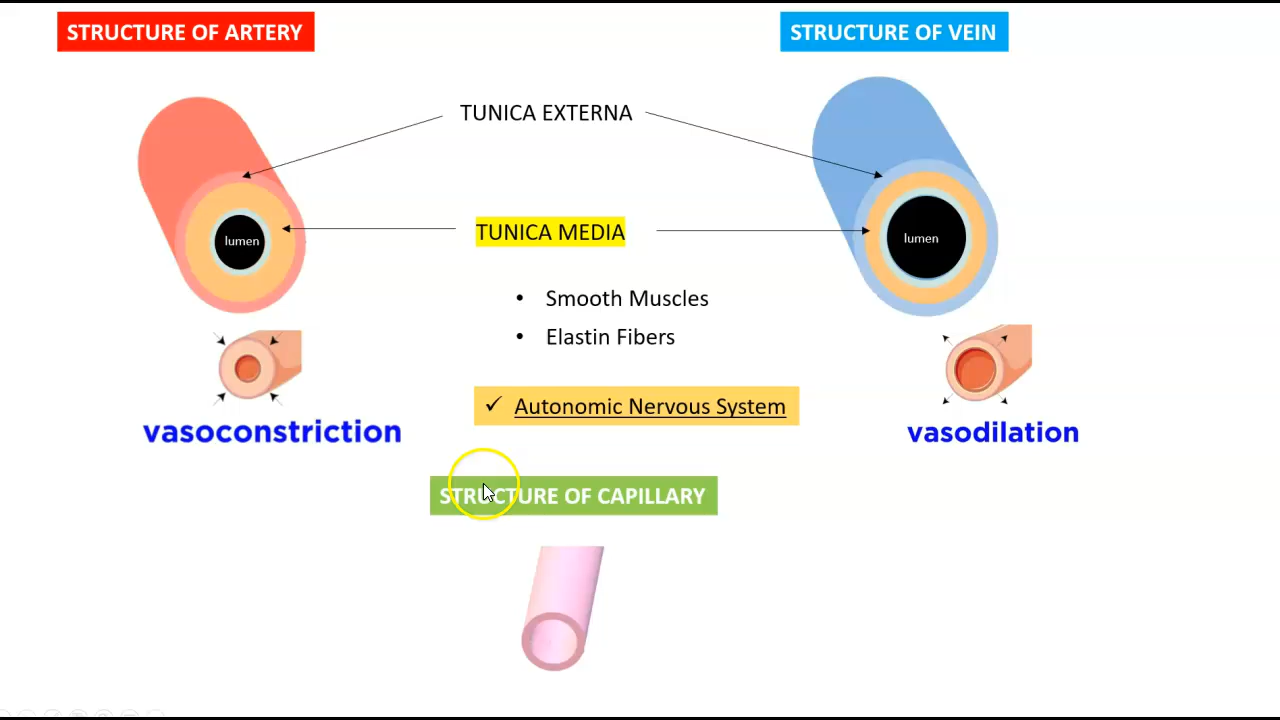 STRUCTURE OF ARTERY
STRUCTURE OF VEIN
TUNICA EXTERNA
TUNICA MEDIA
lumen
lumen
• Smooth Muscles
• Elastin Fibers
✓ Autonomic Nervous System
vasoconstriction
vasodilation
STRUCTURE OF CAPILLARY